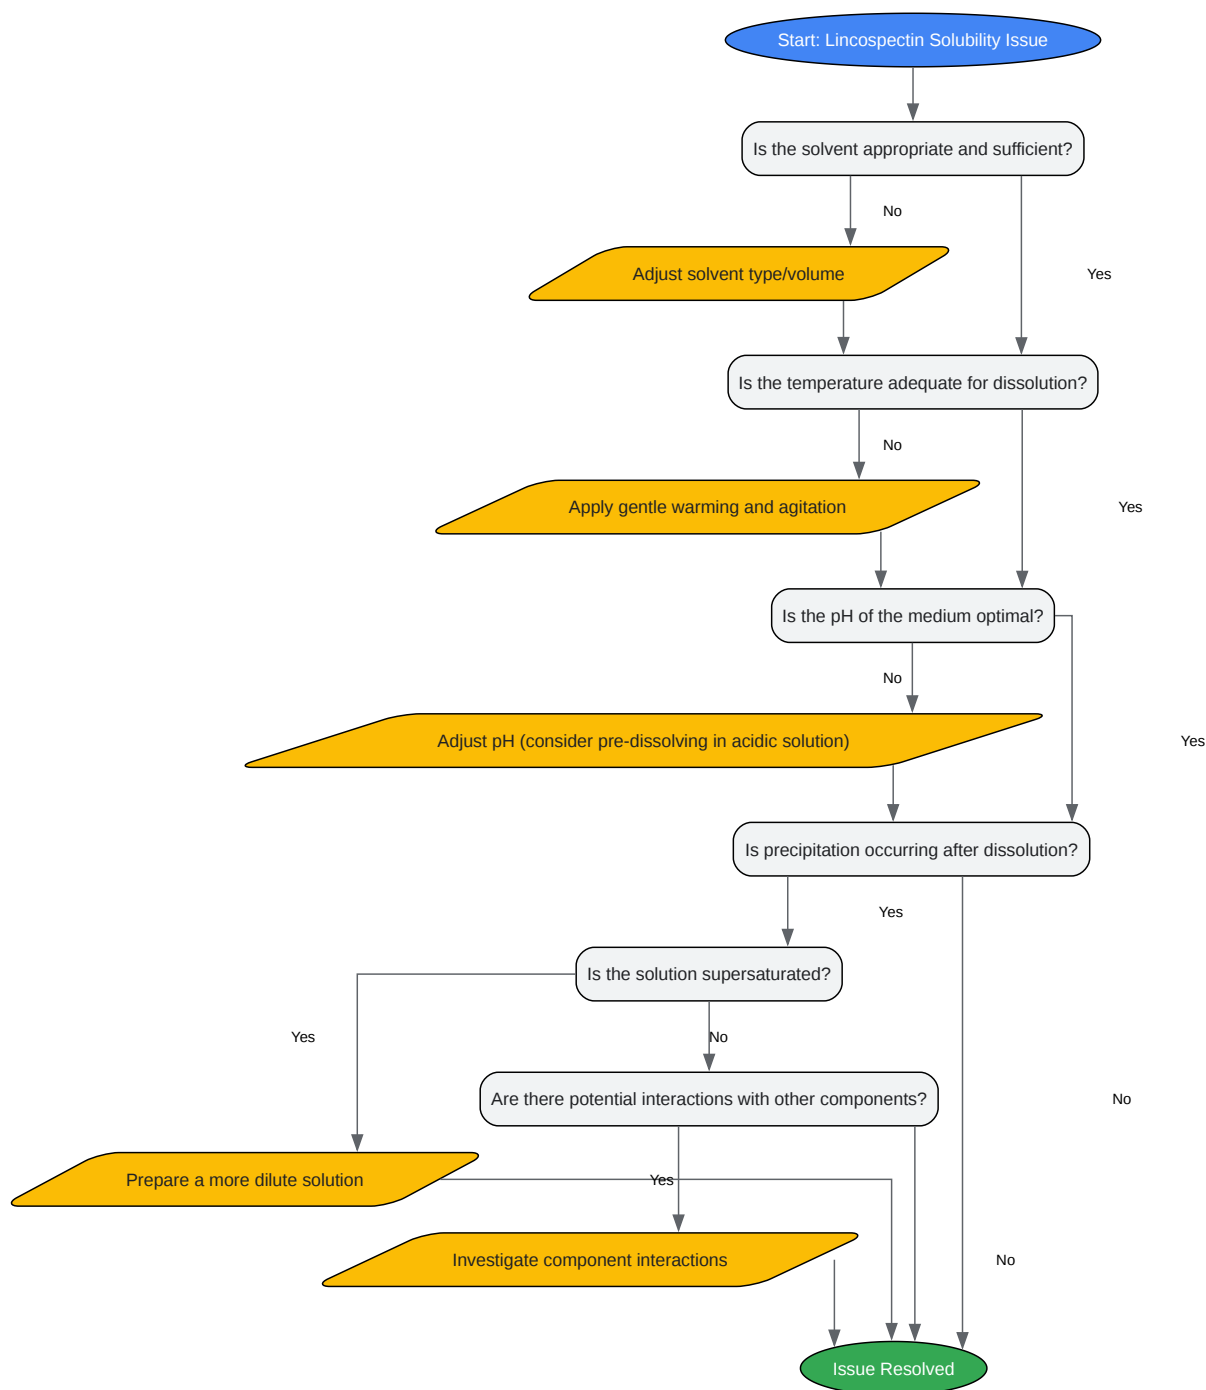 Start: Lincospectin Solubility Issue
Is the solvent appropriate and sufficient?
No
Adjust solvent type/volume
Yes
Is the temperature adequate for dissolution?
No
Apply gentle warming and agitation
Yes
Is the pH of the medium optimal?
No
Adjust pH (consider pre-dissolving in acidic solution)
Yes
Is precipitation occurring after dissolution?
Yes
Is the solution supersaturated?
Yes
No
Are there potential interactions with other components?
No
Prepare a more dilute solution
Yes
Investigate component interactions
No
Issue Resolved